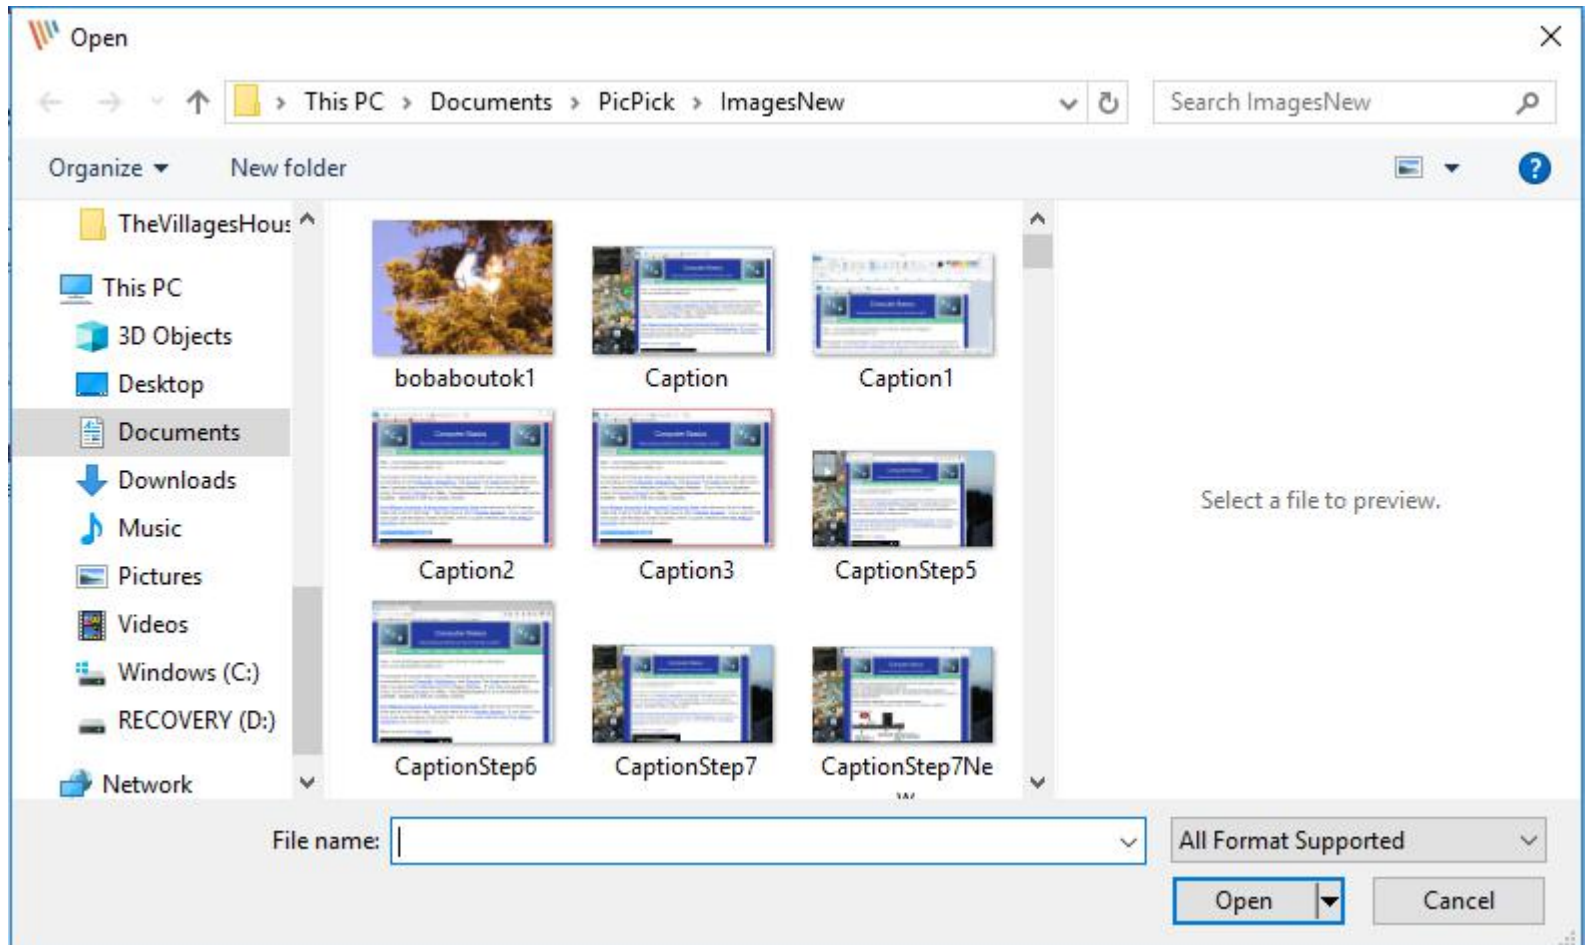 Open
This PC > Documents > PicPick > ImagesNew
Search ImagesNew
Organize
New folder
TheVillagesHous
This PC
3D Objects
Desktop
Documents
Downloads
Music
Pictures
Videos
Windows (C:)
RECOVERY (D:)
Network
bobaboutok1
Caption
Caption1
Caption2
Caption3
CaptionStep5
CaptionStep6
CaptionStep7
CaptionStep7Ne
w
Select a file to preview.
File name:
All Format Supported
Open
Cancel